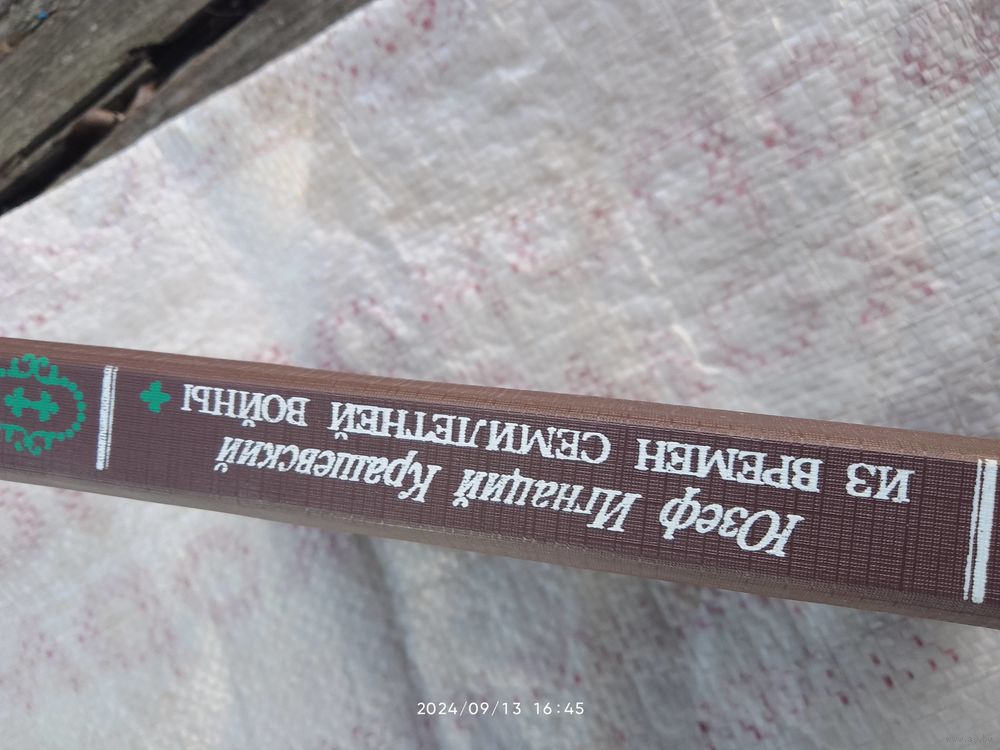 Юзеф Игнаций Крашевский
ИЗ ВРЕМЕН СЕМИЛЕТНЕЙ ВОЙНЫ
2024/09/13 16:45